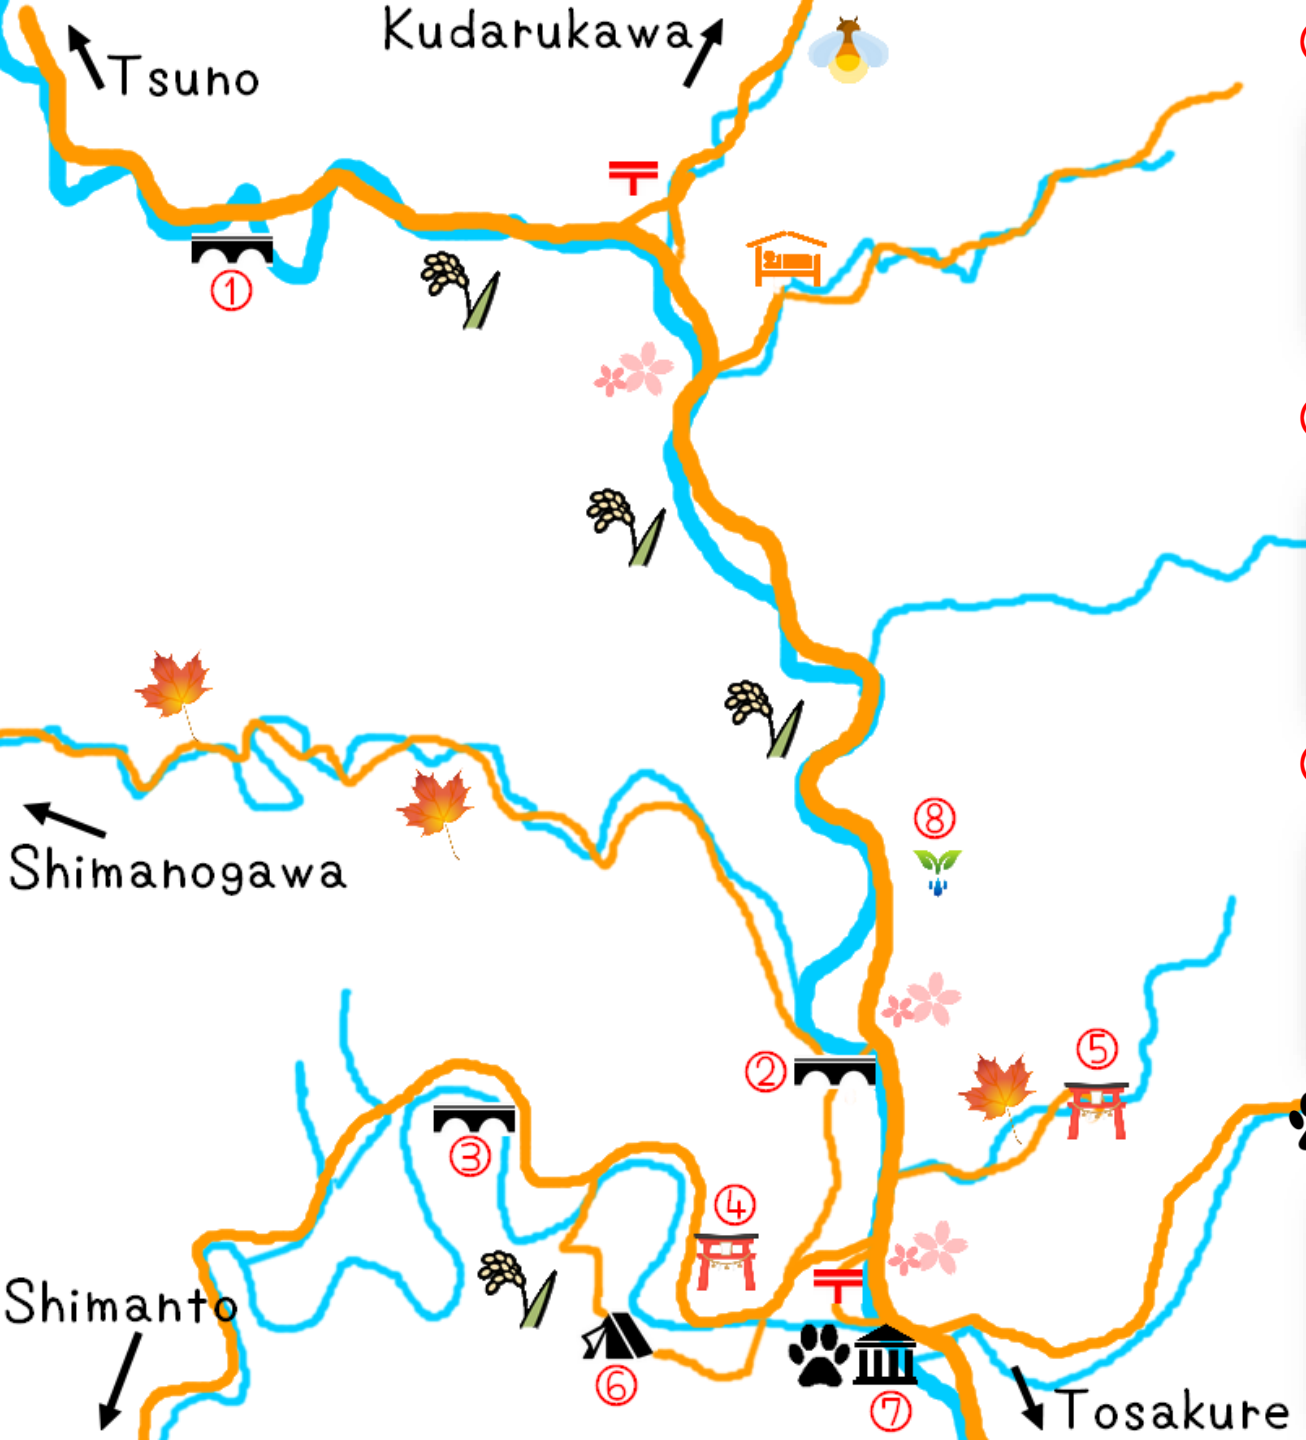 Kudarukawa
Tsuno
〒
①
⑧
Shimanogawa
②
⑤
③
④
Shimanto
〒
⑥
⑦
Tosakure